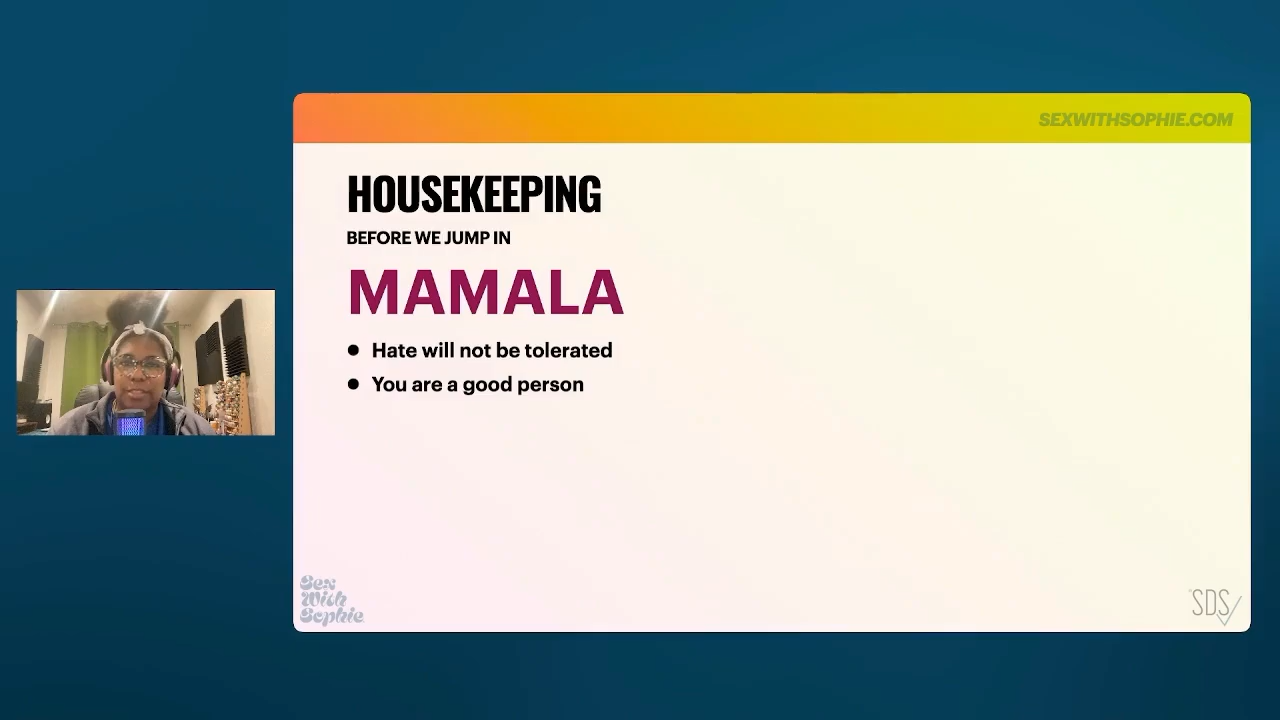 SEXWITHSOPHIE.COM
HOUSEKEEPING
BEFORE WE JUMP IN
MAMALA
● Hate will not be tolerated
● You are a good person
Sex
With
Sophie
SDS